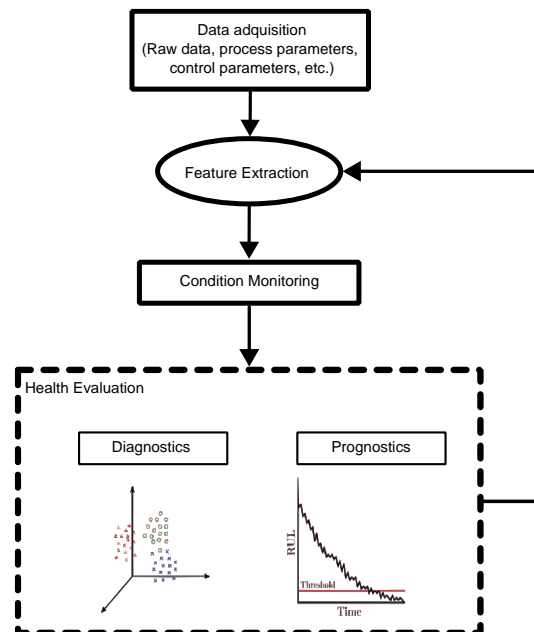 Data adquisition
(Raw data, process parameters,
control parameters, etc.)
Feature Extraction
Condition Monitoring
Health Evaluation
Diagnostics
Prognostics
RUL
Threshold
Time